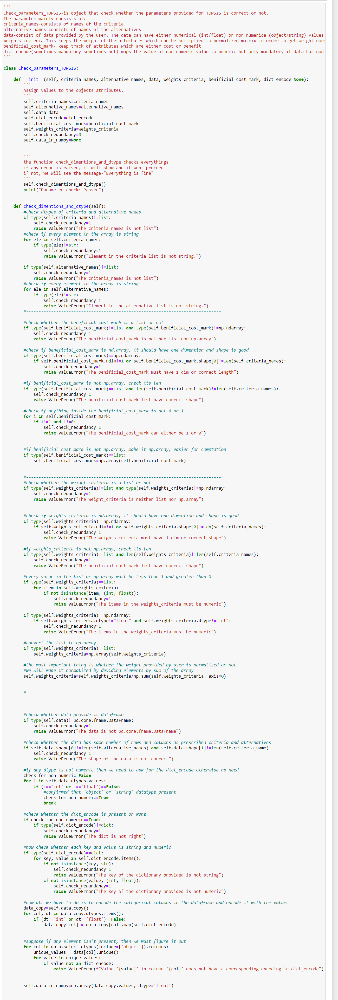 '''
Check_parameters_TOPSIS-is object that check whether the parameters provided for TOPSIS is correct or not.
The parameter mainly consists of:-
criteria_names-consists of names of the criteria
alternative_names-consists of names of the alternatives
data-consist of data provided by the user. The data can have either numerical (int/float) or non numerica (object/string) values
weights_criteria-This keeps the weight of the attributes which can be multiplied to normalized matrix in order to get weight norm
benificial_cost_mark- keep track of attributes which are either cost or benefit
dict_encode(sometimes mandatory sometimes not)-maps the value of non numeric value to numeric but only mandatory if data has non
'''
class Check_parameters_TOPSIS:
def __init__(self, criteria_names, alternative_names, data, weights_criteria, benificial_cost_mark, dict_encode=None):
'''
Assign values to the objects atrributes.
'''
self.criteria_names=criteria_names
self.alternative_names=alternative_names
self.data=data
self.dict_encode=dict_encode
self.benificial_cost_mark=benificial_cost_mark
self.weights_criteria=weights_criteria
self.check_redundancy=0
self.data_in_numpy=None
'''
the function check_dimentions_and_dtype checks everythings
if any error is raised, it will show and it wont proceed
if not, we will see the message-"Everything is fine"
'''
self.check_dimentions_and_dtype()
print("Parameter check: Passed")
def check_dimentions_and_dtype(self):
#check dtypes of criteria and alternative names
if type(self.criteria_names)!=list:
self.check_redundancy=1
raise ValueError("The criteria_names is not list")
#check if every element in the array is string
for ele in self.criteria_names:
if type(ele)!=str:
self.check_redundancy=1
raise ValueError("Element in the criteria list is not string.")
if type(self.alternative_names)!=list:
self.check_redundancy=1
raise ValueError("The criteria_names is not list")
#check if every element in the array is string
for ele in self.alternative_names:
if type(ele)!=str:
self.check_redundancy=1
raise ValueError("Element in the alternative list is not string.")
#------------------------------------------------------------------------------
#check whether the beneficial_cost_mark is a list or not
if type(self.benificial_cost_mark)!=list and type(self.benificial_cost_mark)!=np.ndarray:
self.check_redundancy=1
raise ValueError("The benificial_cost_mark is neither list nor np.array")
#check if beneficial_cost_mark is nd.array, it should have one dimention and shape is good
if type(self.benificial_cost_mark)==np.ndarray:
if self.benificial_cost_mark.ndim!=1 or self.benificial_cost_mark.shape[0]!=len(self.criteria_names):
self.check_redundancy=1
raise ValueError("The benificial_cost_mark must have 1 dim or correct length")
#if benificial_cost_mark is not np.array, check its len
if type(self.benificial_cost_mark)==list and len(self.benificial_cost_mark)!=len(self.criteria_names):
self.check_redundancy=1
raise ValueError("The benificial_cost_mark list have correct shape")
#check if anything inside the benificial_cost_mark is not 0 or 1
for i in self.benificial_cost_mark:
if i!=1 and i!=0:
self.check_redundancy=1
raise ValueError("The benificial_cost_mark can either be 1 or 0")
#if benificial_cost_mark is not np.array, make it np.array, easier for comptation
if type(self.benificial_cost_mark)==list:
self.benificial_cost_mark=np.array(self.benificial_cost_mark)
#------------------------------------------------------------------------------
#check whether the weight_criteria is a list or not
if type(self.weights_criteria)!=list and type(self.weights_criteria)!=np.ndarray:
self.check_redundancy=1
raise ValueError("The weight_criteria is neither list nor np.array")
#check if weights_criteria is nd.array, it should have one dimention and shape is good
if type(self.weights_criteria)==np.ndarray:
if self.weights_criteria.ndim!=1 or self.weights_criteria.shape[0]!=len(self.criteria_names):
self.check_redundancy=1
raise ValueError("The weights_criteria must have 1 dim or correct shape")
#if weights_criteria is not np.array, check its len
if type(self.weights_criteria)==list and len(self.weights_criteria)!=len(self.criteria_names):
self.check_redundancy=1
raise ValueError("The benificial_cost_mark list have correct shape")
#every value in the list or np array must be less than 1 and greater than 0
if type(self.weights_criteria)==list:
for item in self.weights_criteria:
if not isinstance(item, (int, float)):
self.check_redundancy=1
raise ValueError("The items in the weights_criteria must be numeric")
if type(self.weights_criteria)==np.ndarray:
if self.weights_criteria.dtype!="float" and self.weights_criteria.dtype!="int":
self.check_redundancy=1
raise ValueError("The items in the weights_criteria must be numeric")
#convert the list to np.array
if type(self.weights_criteria)==list:
self.weights_criteria=np.array(self.weights_criteria)
#the most important thing is whether the weight provided by user is normalized or not
#we will make it normalized by deviding elements by sum of the array
self.weights_criteria=self.weights_criteria/np.sum(self.weights_criteria, axis=0)
#--------------------------------------------------------------------------------
#check whether data provide is dataframe
if type(self.data)!=pd.core.frame.DataFrame:
self.check_redundancy=1
raise ValueError("The data is not pd.core.frame.DataFrame")
#check whether the data has same number of rows and columns as prescribed criteria and alternatives
if self.data.shape[0]!=len(self.alternative_names) and self.data.shape[1]!=len(self.criteria_name):
self.check_redundancy=1
raise ValueError("The shape of the data is not correct")
#if any dtype is not numeric then we need to ask for the dict_encode otherwise no need
check_for_non_numeric=False
for i in self.data.dtypes.values:
if (i=='int' or i=='float')==False:
#confirmed that 'object' or 'string' datatype present
check_for_non_numeric=True
break
#check whether the dict_encode is present or None
if check_for_non_numeric==True:
if type(self.dict_encode)!=dict:
self.check_redundancy=1
raise ValueError("The dict is not right")
#now check whether each key and value is string and numeric
if type(self.dict_encode)==dict:
for key, value in self.dict_encode.items():
if not isinstance(key, str):
self.check_redundancy=1
raise ValueError("The key of the dictionary provided is not string")
if not isinstance(value, (int, float)):
self.check_redundancy=1
raise ValueError("The key of the dictionary provided is not numeric")
#now all we have to do is to encode the categorical columns in the dataframe and encode it with the values
data_copy=self.data.copy()
for col, dt in data_copy.dtypes.items():
if (dt=='int' or dt=='float')==False:
data_copy[col] = data_copy[col].map(self.dict_encode)
#suppose if any element isn't present, then we must figure it out
for col in data.select_dtypes(include=['object']).columns:
unique_values = data[col].unique()
for value in unique_values:
if value not in dict_encode:
raise ValueError(f"Value '{value}' in column '{col}' does not have a corresponding encoding in dict_encode")
self.data_in_numpy=np.array(data_copy.values, dtype='float')